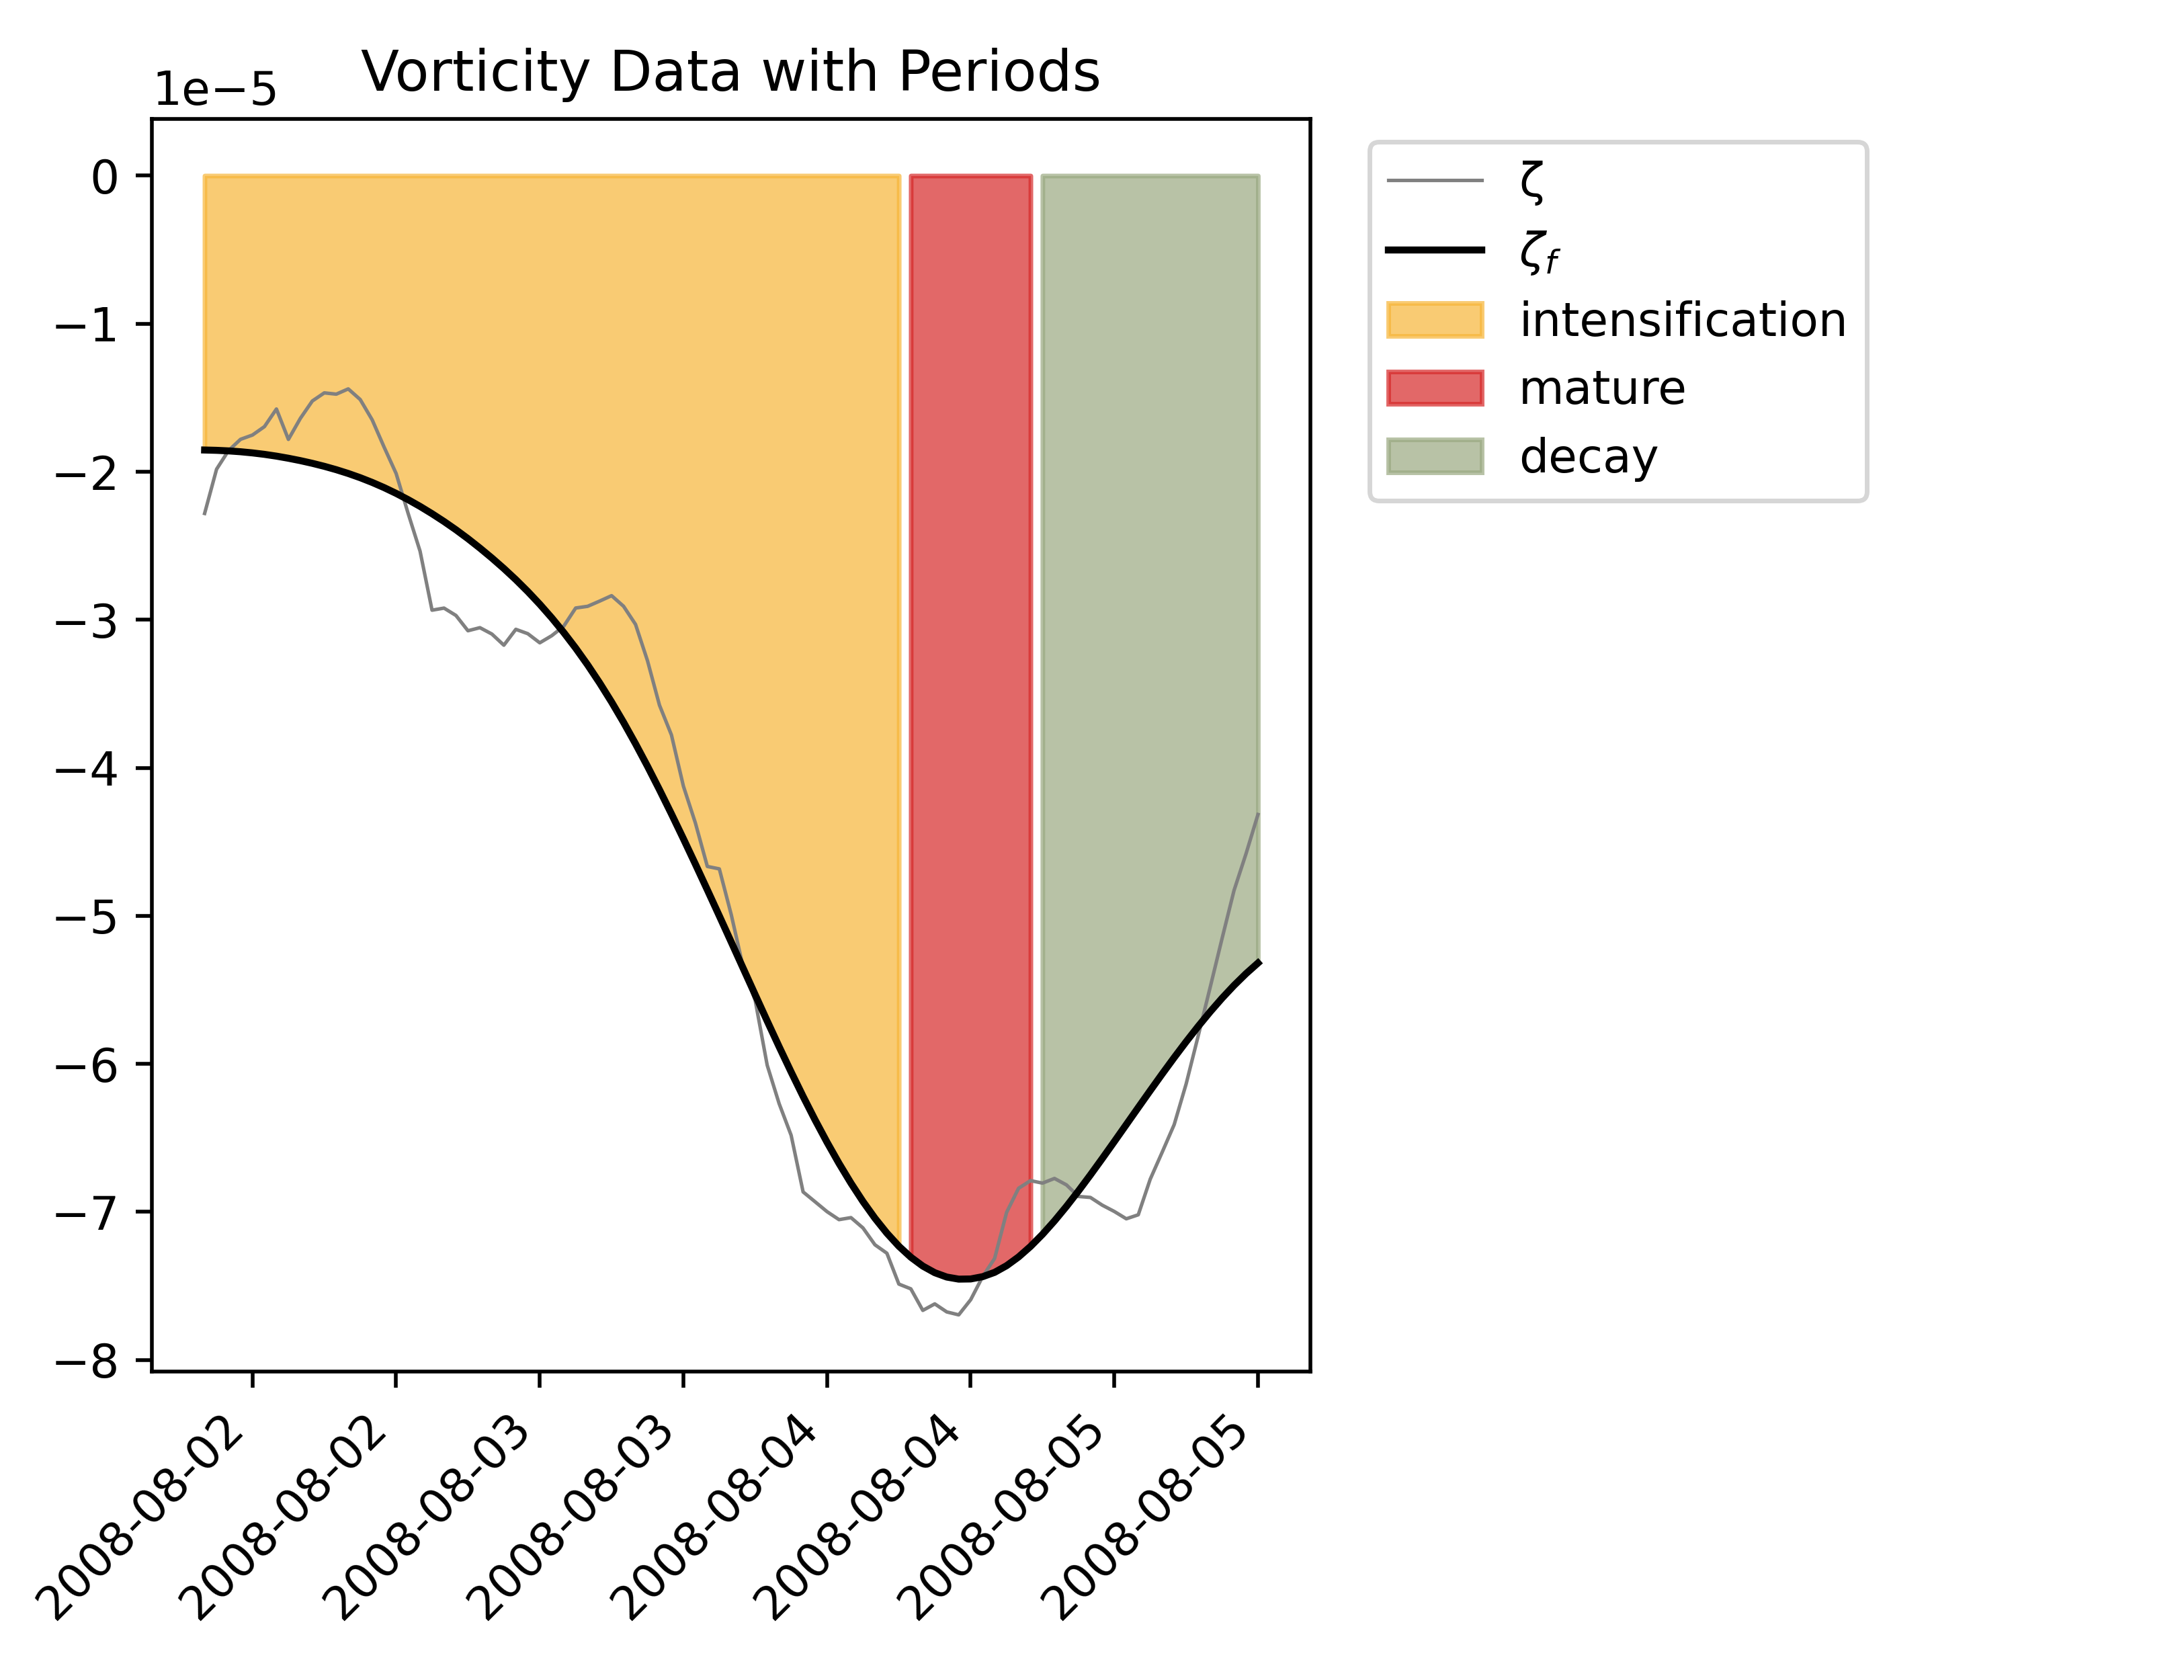 Vorticity Data with Periods
1e−5
0
−1
−2
−3
−4
−5
−6
−7
−8
2008-08-02
2008-08-02
2008-08-03
2008-08-03
2008-08-04
2008-08-04
2008-08-05
2008-08-05
ζ
ζf
intensification
mature
decay